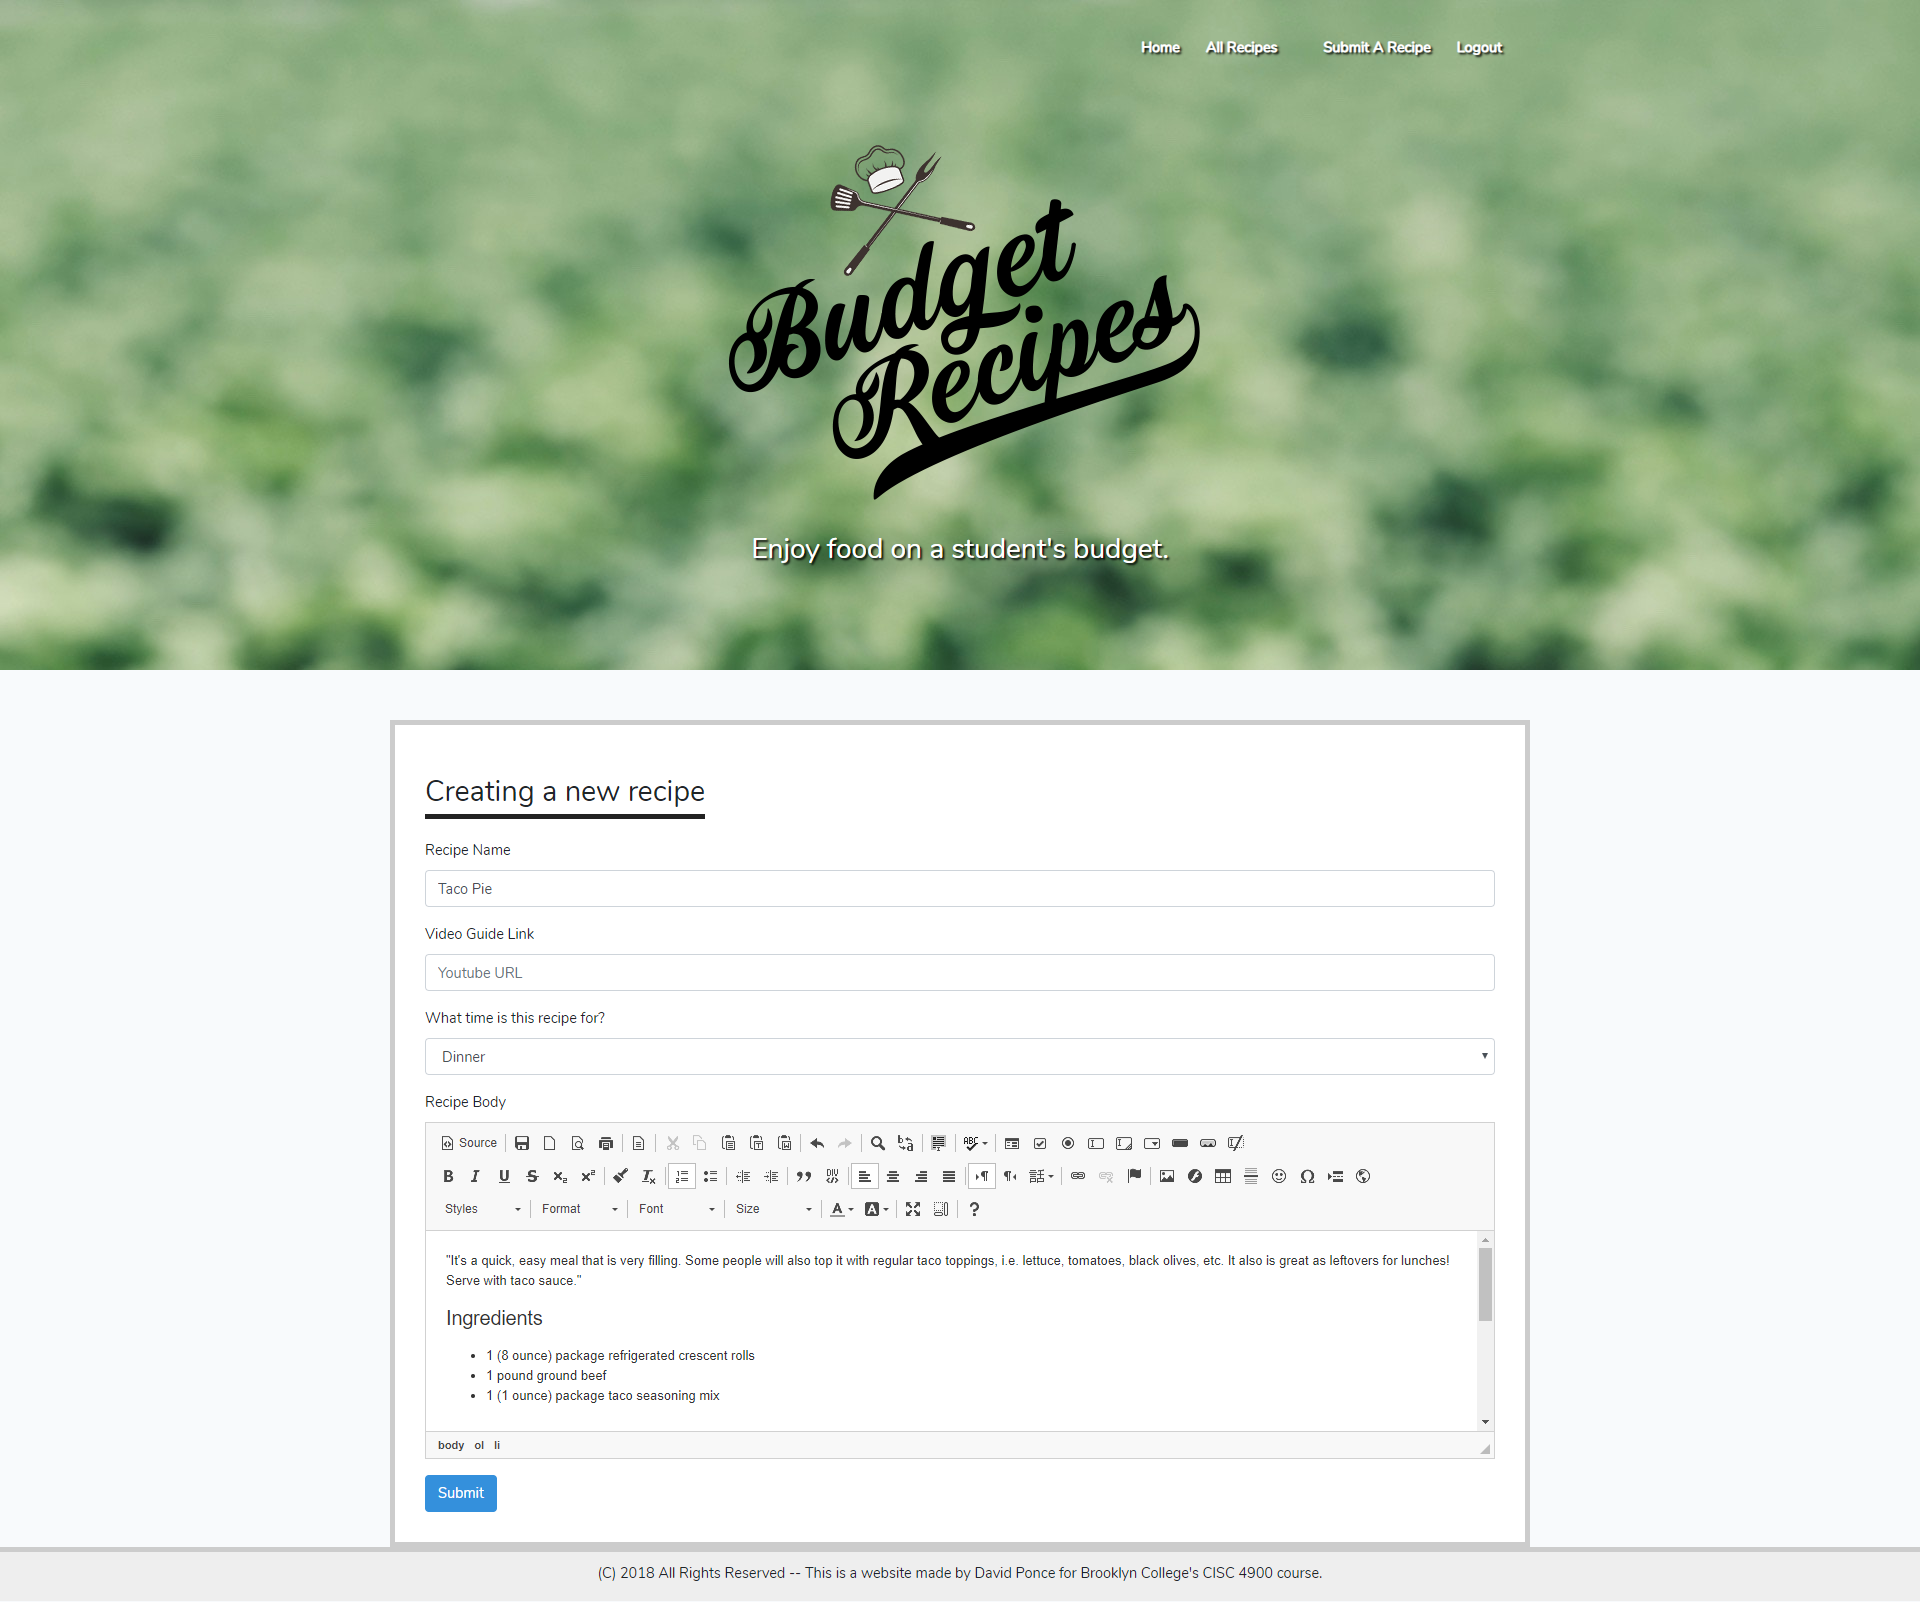 Home All Recipes Submit A Recipe Logout
Budget
Recipes
Enjoy food on a student's budget.
Creating a new recipe
Recipe Name
Taco Pie
Video Guide Link
Youtube URL
What time is this recipe for?
Dinner
Recipe Body
Source
Styles Format Font Size
"It's a quick, easy meal that is very filling. Some people will also top it with regular taco toppings, i.e. lettuce, tomatoes, black olives, etc. It also is great as leftovers for lunches!
Serve with taco sauce."
Ingredients
1 (8 ounce) package refrigerated crescent rolls
1 pound ground beef
1 (1 ounce) package taco seasoning mix
body ol li
Submit
(C) 2018 All Rights Reserved -- This is a website made by David Ponce for Brooklyn College's CISC 4900 course.